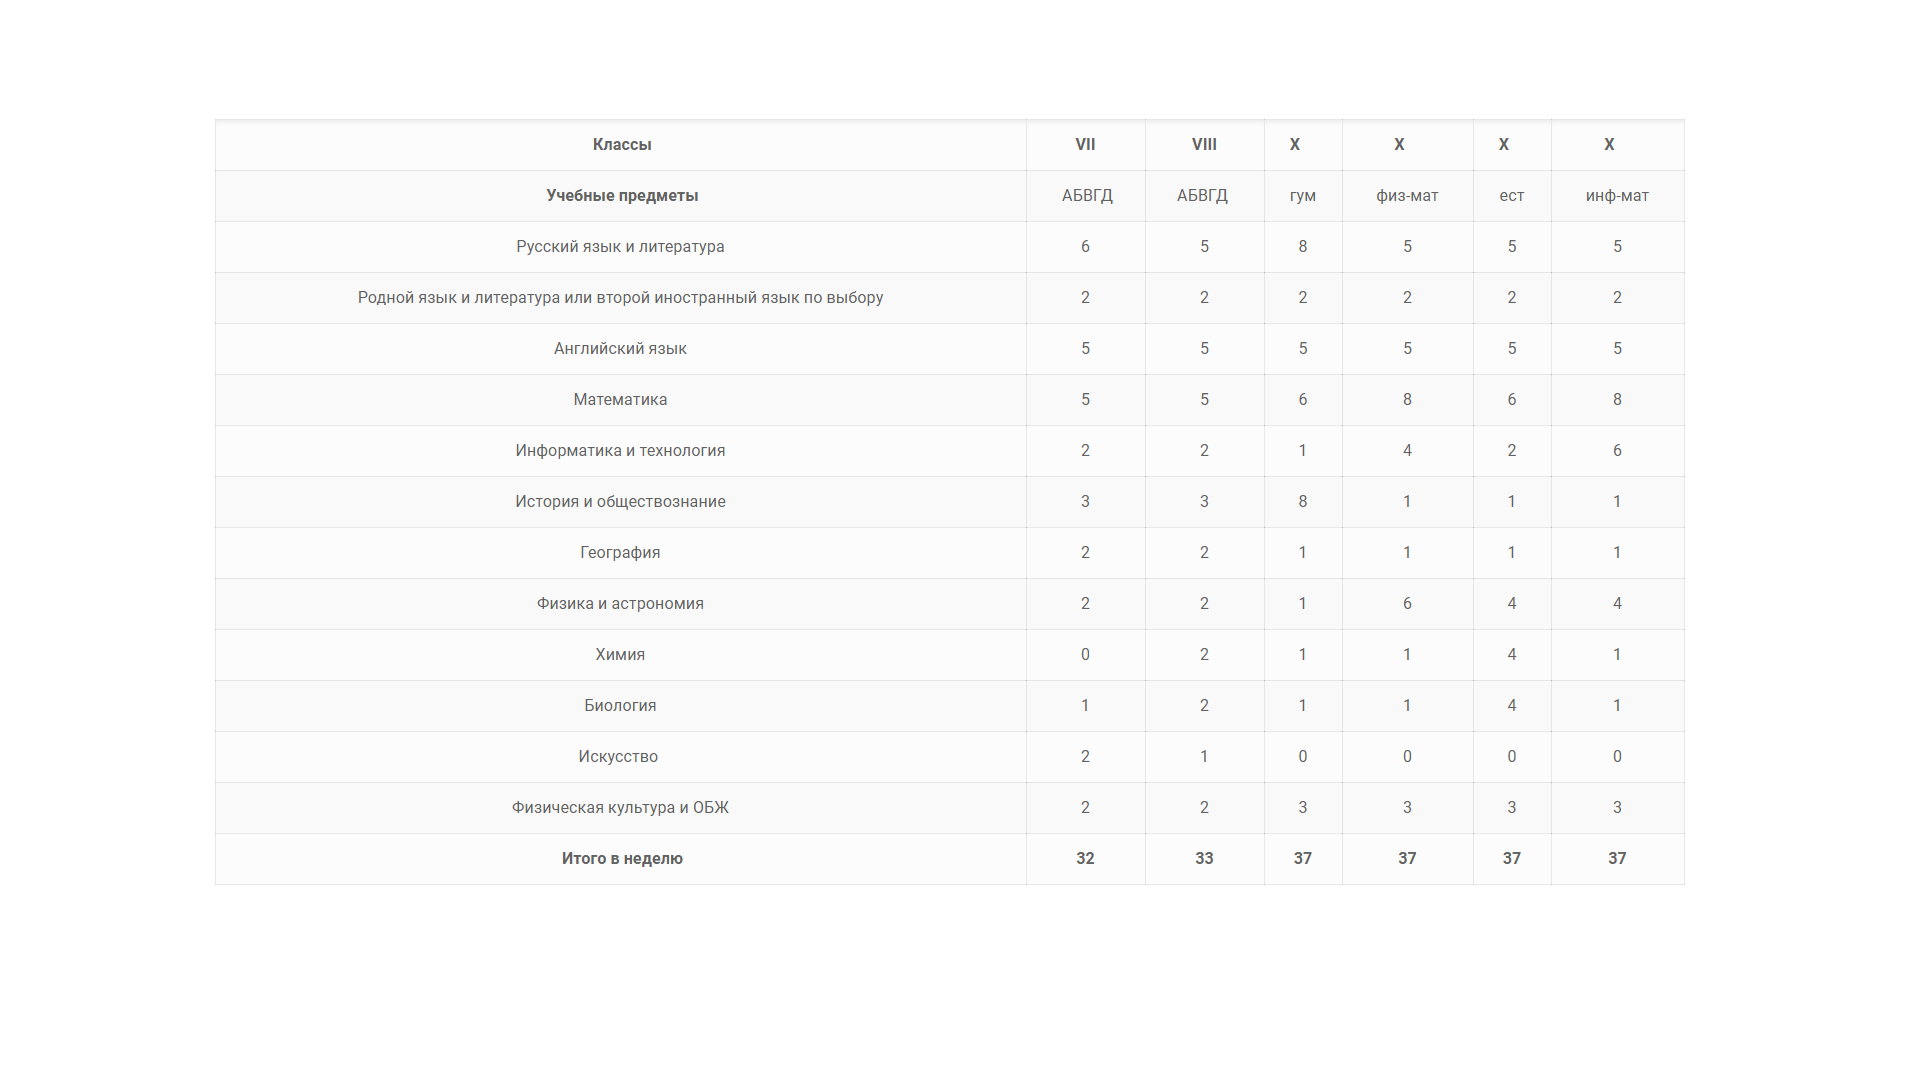 Классы VII VIII X X X X
Учебные предметы АБВГД АБВГД гум физ-мат ест инф-мат
Русский язык и литература 6 5 8 5 5 5
Родной язык и литература или второй иностранный язык по выбору 2 2 2 2 2 2
Английский язык 5 5 5 5 5 5
Математика 5 5 6 8 6 8
Информатика и технология 2 2 1 4 2 6
История и обществознание 3 3 8 1 1 1
География 2 2 1 1 1 1
Физика и астрономия 2 2 1 6 4 4
Химия 0 2 1 1 4 1
Биология 1 2 1 1 4 1
Искусство 2 1 0 0 0 0
Физическая культура и ОБЖ 2 2 3 3 3 3
Итого в неделю 32 33 37 37 37 37